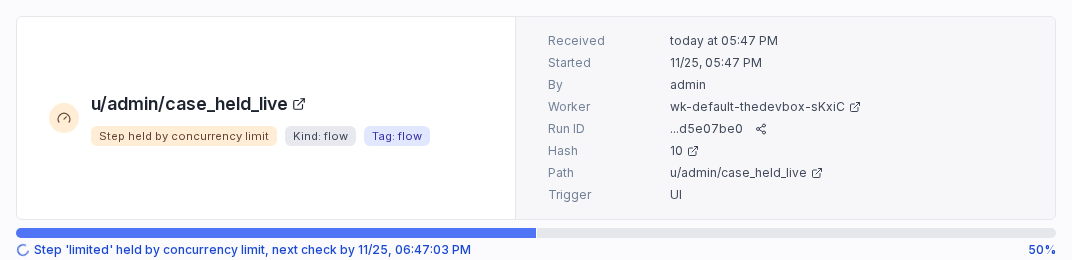 u/admin/case_held_live
Step held by concurrency limit Kind: flow Tag: flow
Received today at 05:47 PM
Started 11/25, 05:47 PM
By admin
Worker wk-default-thedevbox-sKxiC
Run ID ...d5e07be0
Hash 10
Path u/admin/case_held_live
Trigger UI
Step 'limited' held by concurrency limit, next check by 11/25, 06:47:03 PM 50%